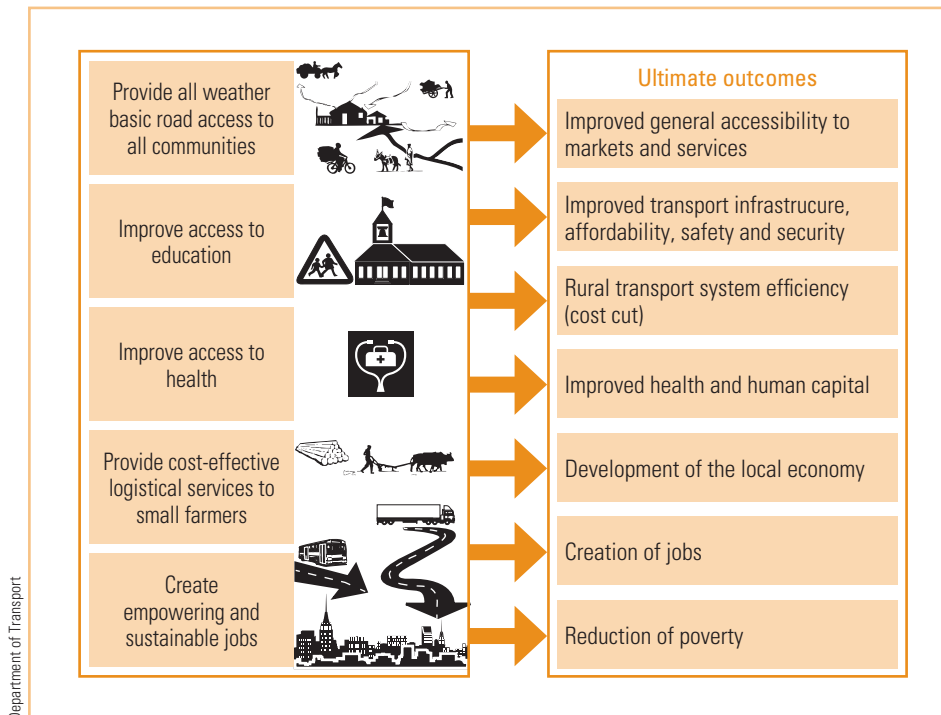 Provide all weather
basic road access to
all communities
Improve access to
education
Improve access to
health
Provide cost-effective
logistical services to
small farmers
Create
empowering and
sustainable jobs
Ultimate outcomes
Improved general accessibility to
markets and services
Improved transport infrastrucure,
affordability, safety and security
Rural transport system efficiency
(cost cut)
Improved health and human capital
Development of the local economy
Creation of jobs
Reduction of poverty
Department of Transport